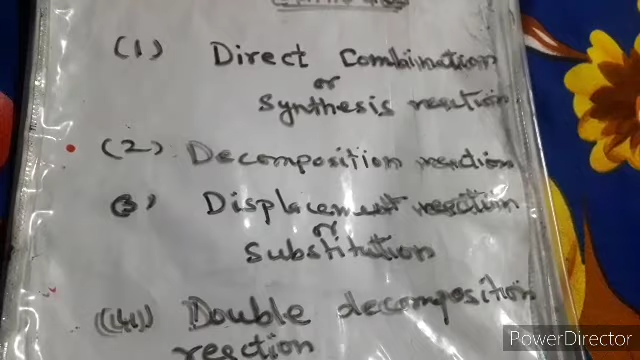 (1) Direct Combination
or
Synthesis reaction
(2) Decomposition reaction
(3) Displacement reaction
or
Substitution
(4) Double decomposition
reaction
PowerDirector